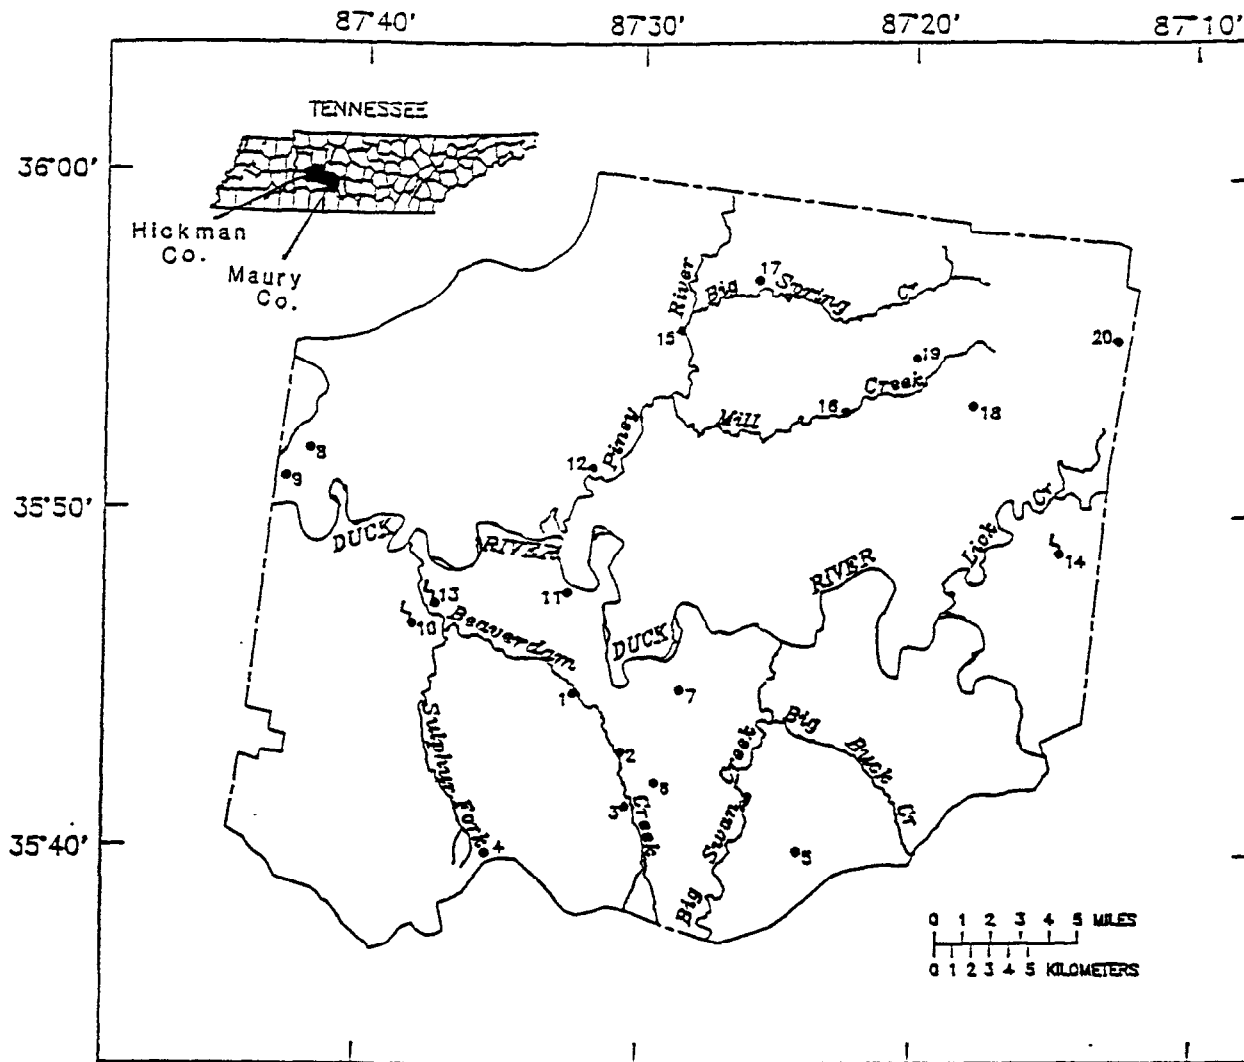 87°40' 87°30' 87°20' 87°10'
TENNESSEE
36°00'
Hickman
Co.
Maury
Co.
River
Big Spring Cr
17
15
20
19
Creek
Mill
16
18
Piney
8
12
9
35°50'
DUCK
RIVER
Lick Cr
14
RIVER
13
11
10
Beaverdam
DUCK
1
7
Sulphur Fork
Big Buck Cr
2
Creek
3
Big Swan Creek
35°40'
4
5
0 1 2 3 4 5 MILES
0 1 2 3 4 5 KILOMETERS